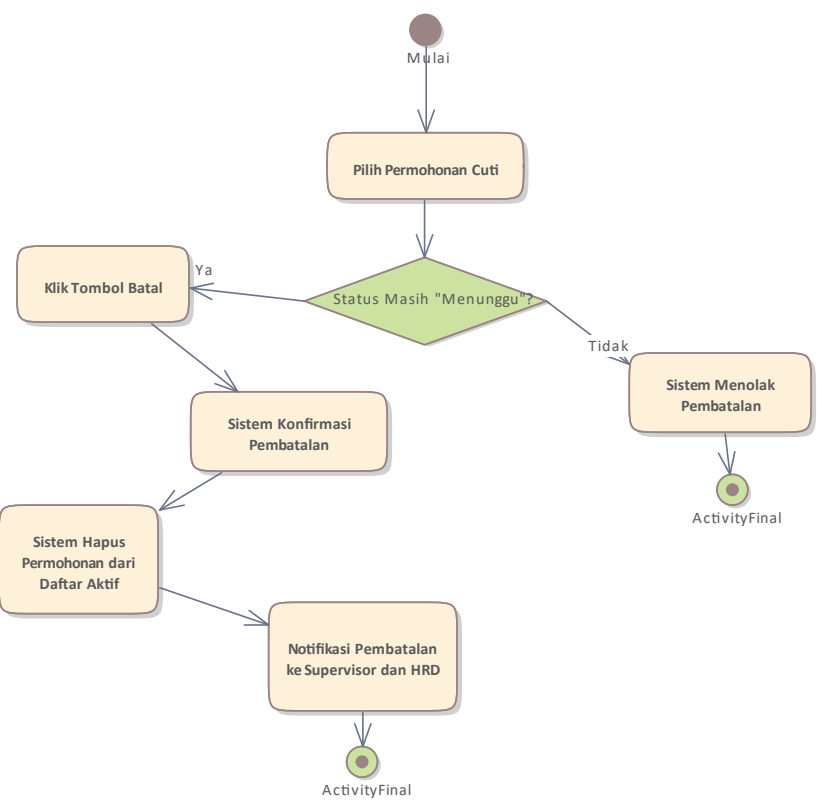 Mulai
Pilih Permohonan Cuti
Ya
Klik Tombol Batal
Status Masih "Menunggu"?
Tidak
Sistem Menolak
Pembatalan
Sistem Konfirmasi
Pembatalan
ActivityFinal
Sistem Hapus
Permohonan dari
Daftar Aktif
Notifikasi Pembatalan
ke Supervisor dan HRD
ActivityFinal